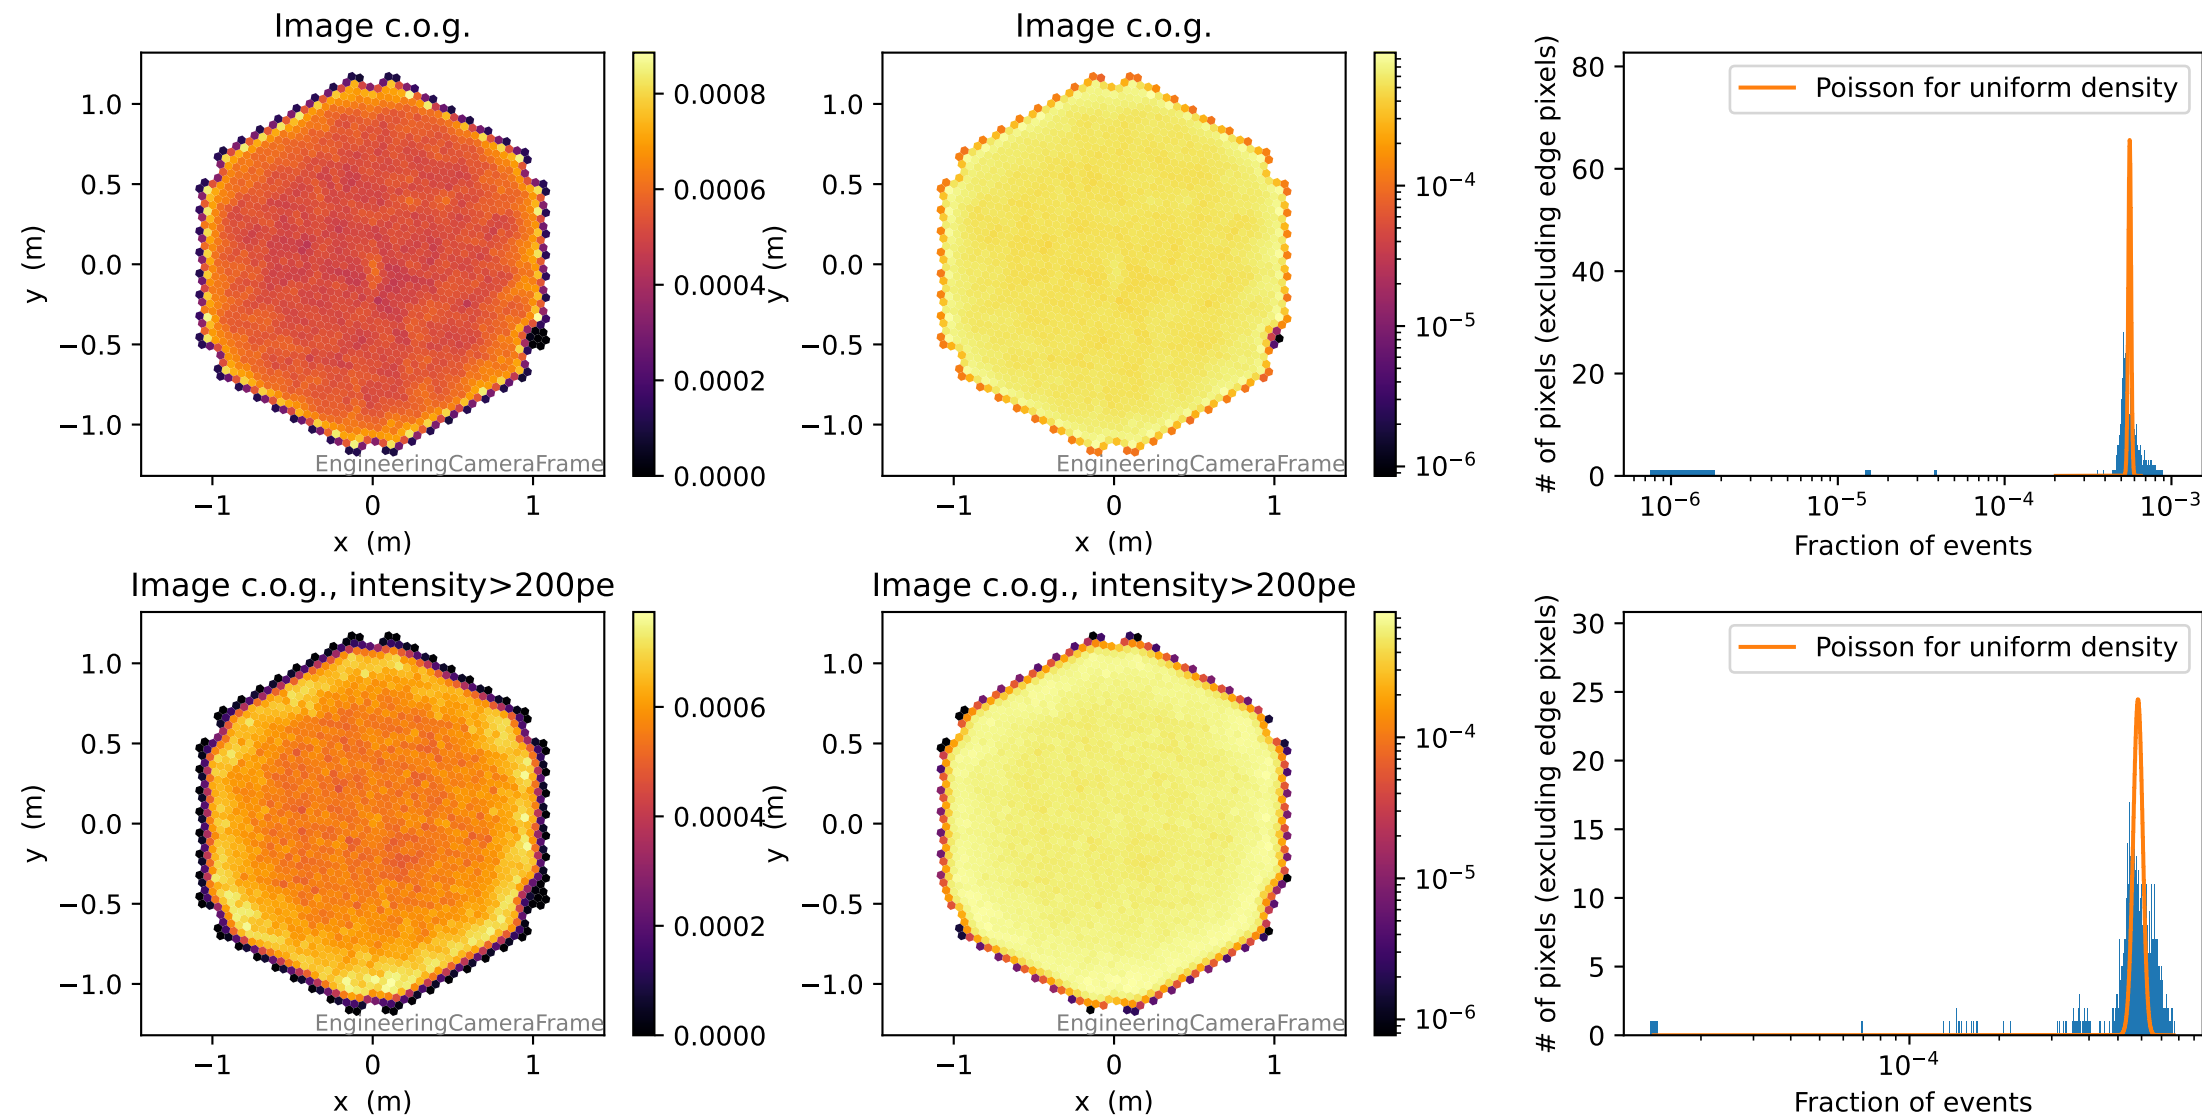 Image c.o.g.
y (m)
1.0
0.5
0.0
−0.5
−1.0
−1
0
1
x (m)
EngineeringCameraFrame
0.0008
0.0006
0.0004
0.0002
0.0000
Image c.o.g.
y (m)
1.0
0.5
0.0
−0.5
−1.0
−1
0
1
x (m)
EngineeringCameraFrame
10⁻⁴
10⁻⁵
10⁻⁶
# of pixels (excluding edge pixels)
80
60
40
20
0
Poisson for uniform density
10⁻⁶
10⁻⁵
10⁻⁴
10⁻³
Fraction of events
Image c.o.g., intensity>200pe
y (m)
1.0
0.5
0.0
−0.5
−1.0
−1
0
1
x (m)
EngineeringCameraFrame
0.0006
0.0004
0.0002
0.0000
Image c.o.g., intensity>200pe
y (m)
1.0
0.5
0.0
−0.5
−1.0
−1
0
1
x (m)
EngineeringCameraFrame
10⁻⁴
10⁻⁵
10⁻⁶
# of pixels (excluding edge pixels)
30
25
20
15
10
5
0
Poisson for uniform density
10⁻⁴
Fraction of events